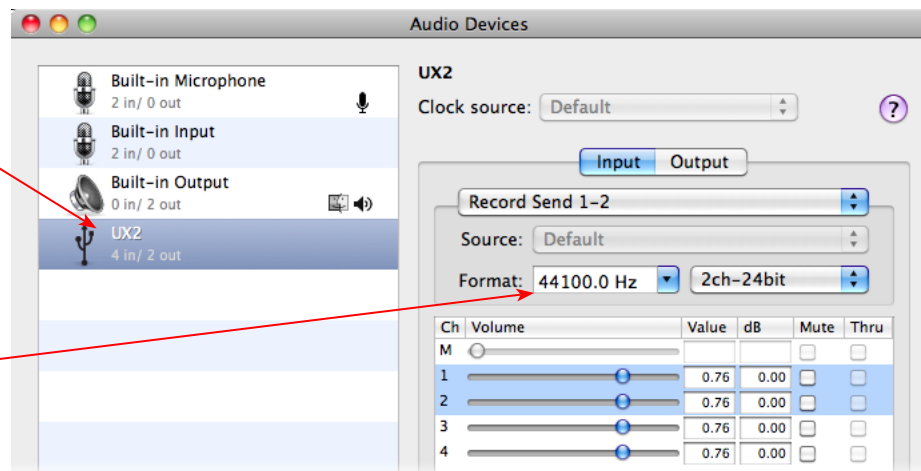 Audio Devices
Built-in Microphone
2 in/ 0 out
Built-in Input
2 in/ 0 out
Built-in Output
0 in/ 2 out
UX2
4 in/ 2 out
UX2
Clock source: Default
?
Input Output
Record Send 1-2
Source: Default
Format: 44100.0 Hz 2ch-24bit
Ch Volume Value dB Mute Thru
M
1 0.76 0.00
2 0.76 0.00
3 0.76 0.00
4 0.76 0.00